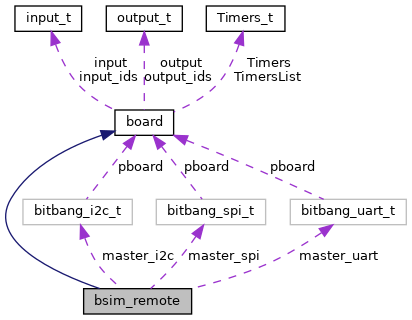 input_t
output_t
Timers_t
input
input_ids
output
output_ids
Timers
TimersList
board
pboard
pboard
pboard
bitbang_i2c_t
bitbang_spi_t
bitbang_uart_t
master_i2c
master_spi
master_uart
bsim_remote